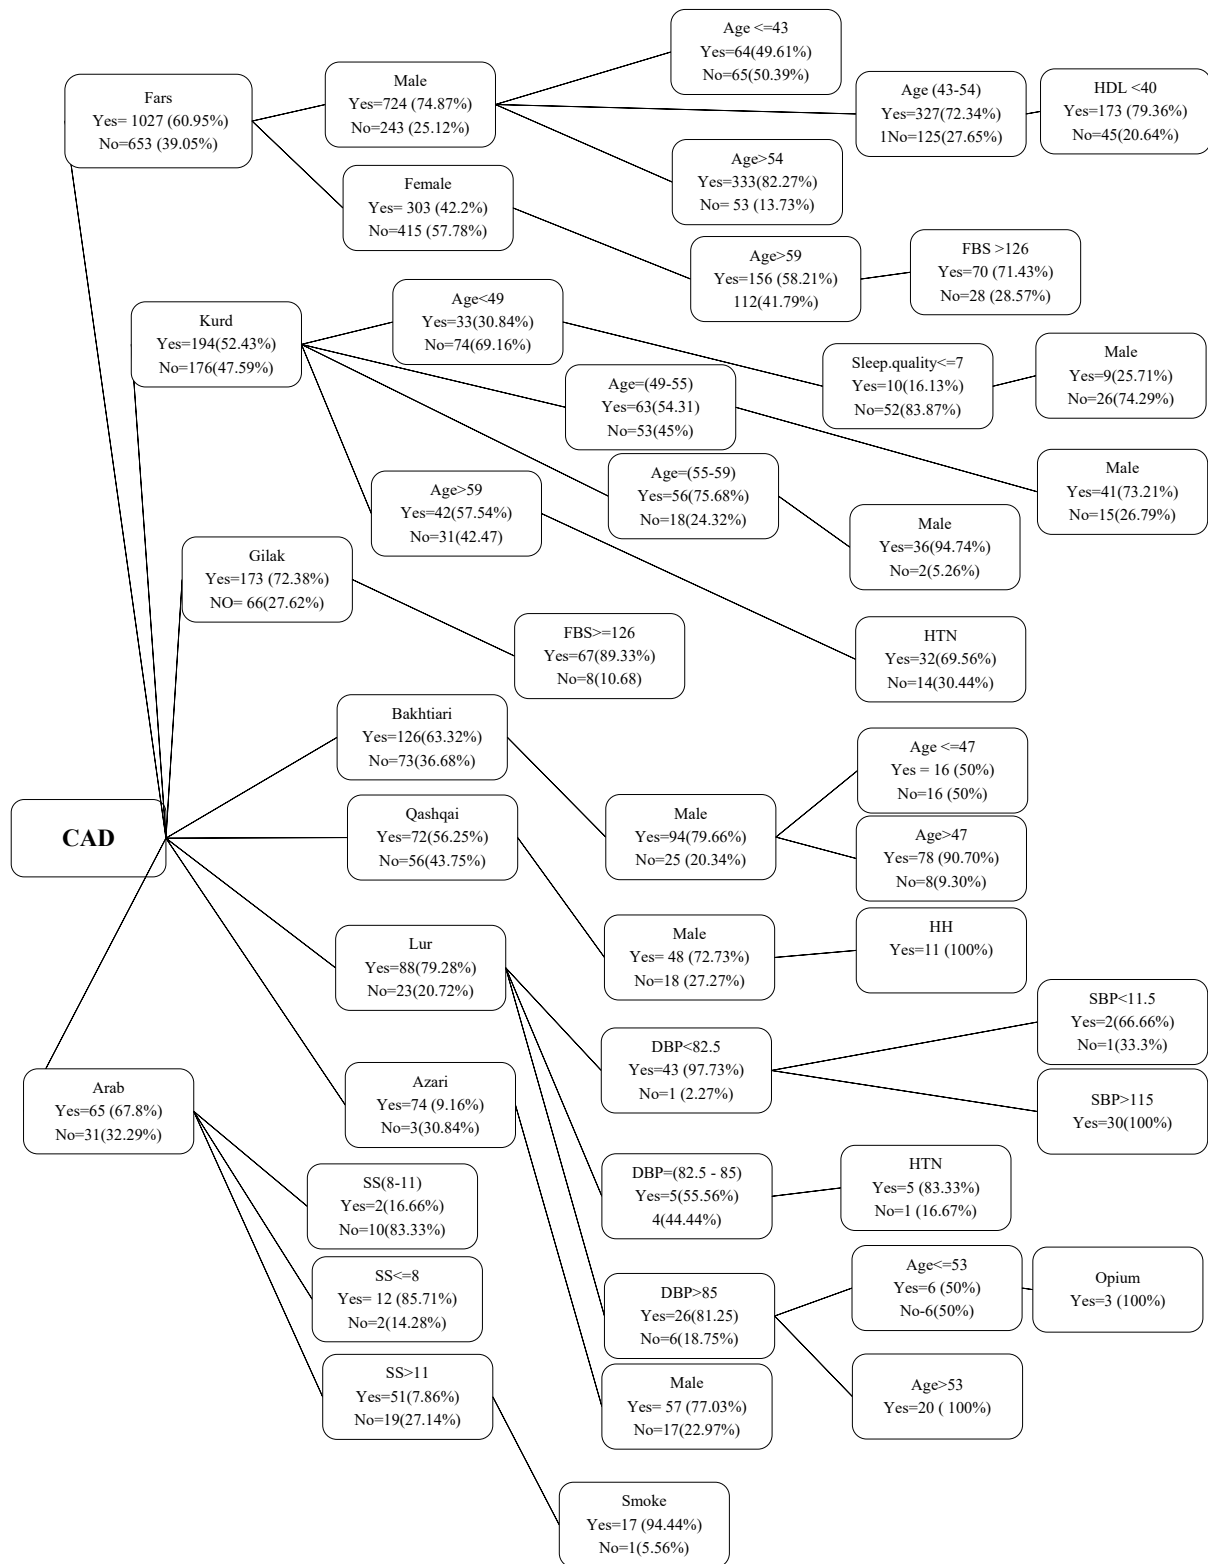 Age <=43
Yes=64(49.61%)
No=65(50.39%)
Fars
Yes= 1027 (60.95%)
No=653 (39.05%)
Male
Yes=724 (74.87%)
No=243 (25.12%)
Age (43-54)
Yes=327(72.34%)
1No=125(27.65%)
HDL <40
Yes=173 (79.36%)
No=45(20.64%)
Age>54
Yes=333(82.27%)
No= 53 (13.73%)
Female
Yes= 303 (42.2%)
No=415 (57.78%)
Age>59
Yes=156 (58.21%)
112(41.79%)
FBS >126
Yes=70 (71.43%)
No=28 (28.57%)
Kurd
Yes=194(52.43%)
No=176(47.59%)
Age<49
Yes=33(30.84%)
No=74(69.16%)
Sleep.quality<=7
Yes=10(16.13%)
No=52(83.87%)
Male
Yes=9(25.71%)
No=26(74.29%)
Age=(49-55)
Yes=63(54.31)
No=53(45%)
Male
Yes=41(73.21%)
No=15(26.79%)
Age=(55-59)
Yes=56(75.68%)
No=18(24.32%)
Male
Yes=36(94.74%)
No=2(5.26%)
Age>59
Yes=42(57.54%)
No=31(42.47)
HTN
Yes=32(69.56%)
No=14(30.44%)
Gilak
Yes=173 (72.38%)
NO= 66(27.62%)
FBS>=126
Yes=67(89.33%)
No=8(10.68)
Bakhtiari
Yes=126(63.32%)
No=73(36.68%)
Male
Yes=94(79.66%)
No=25 (20.34%)
Age <=47
Yes = 16 (50%)
No=16 (50%)
Age>47
Yes=78 (90.70%)
No=8(9.30%)
CAD
Qashqai
Yes=72(56.25%)
No=56(43.75%)
Male
Yes= 48 (72.73%)
No=18 (27.27%)
HH
Yes=11 (100%)
Lur
Yes=88(79.28%)
No=23(20.72%)
DBP<82.5
Yes=43 (97.73%)
No=1 (2.27%)
SBP<11.5
Yes=2(66.66%)
No=1(33.3%)
SBP>115
Yes=30(100%)
DBP=(82.5 - 85)
Yes=5(55.56%)
4(44.44%)
HTN
Yes=5 (83.33%)
No=1 (16.67%)
DBP>85
Yes=26(81.25)
No=6(18.75%)
Age<=53
Yes=6 (50%)
No-6(50%)
Opium
Yes=3 (100%)
Age>53
Yes=20 ( 100%)
Azari
Yes=74 (9.16%)
No=3(30.84%)
Male
Yes= 57 (77.03%)
No=17(22.97%)
Arab
Yes=65 (67.8%)
No=31(32.29%)
SS(8-11)
Yes=2(16.66%)
No=10(83.33%)
SS<=8
Yes= 12 (85.71%)
No=2(14.28%)
SS>11
Yes=51(7.86%)
No=19(27.14%)
Smoke
Yes=17 (94.44%)
No=1(5.56%)